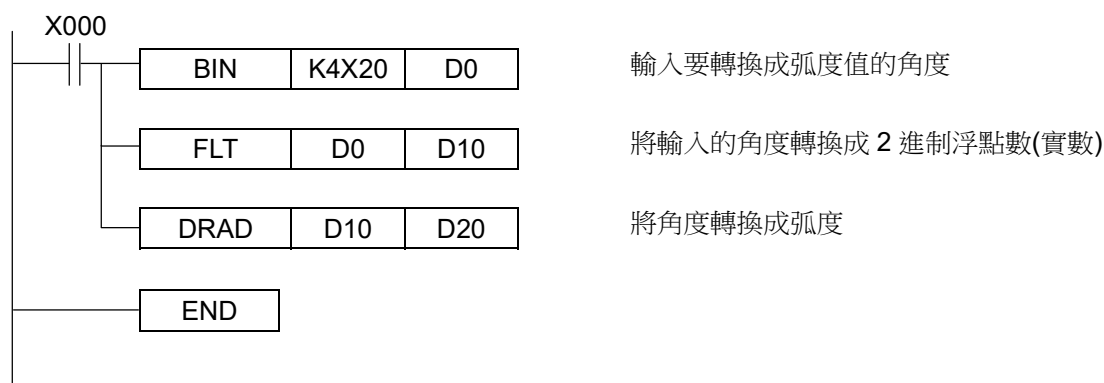 X000
BIN K4X20 D0 輸入要轉換成弧度值的角度
FLT D0 D10 將輸入的角度轉換成 2 進制浮點數(實數)
DRAD D10 D20 將角度轉換成弧度
END